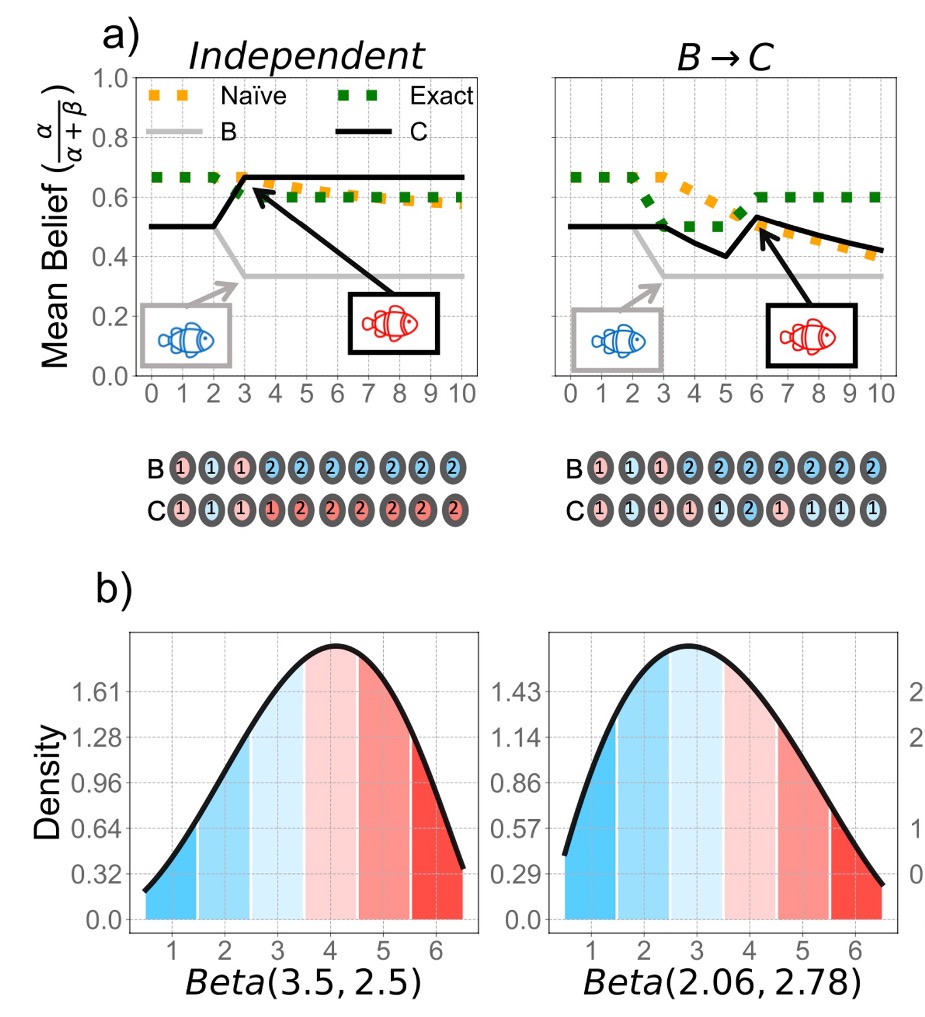 a)
Independent
B → C
Mean Belief (α / α + β)
1.0
0.8
0.6
0.4
0.2
0.0
Naïve
Exact
B
C
0 1 2 3 4 5 6 7 8 9 10
0 1 2 3 4 5 6 7 8 9 10
B 1 1 1 2 2 2 2 2 2 2
C 1 1 1 1 2 2 2 2 2 2
B 1 1 1 2 2 2 2 2 2 2
C 1 1 1 1 1 2 1 1 1 1
b)
Density
1.61
1.28
0.96
0.64
0.32
0.0
1 2 3 4 5 6
Beta(3.5, 2.5)
1.43
1.14
0.86
0.57
0.29
0.0
1 2 3 4 5 6
Beta(2.06, 2.78)
2
2
1
0